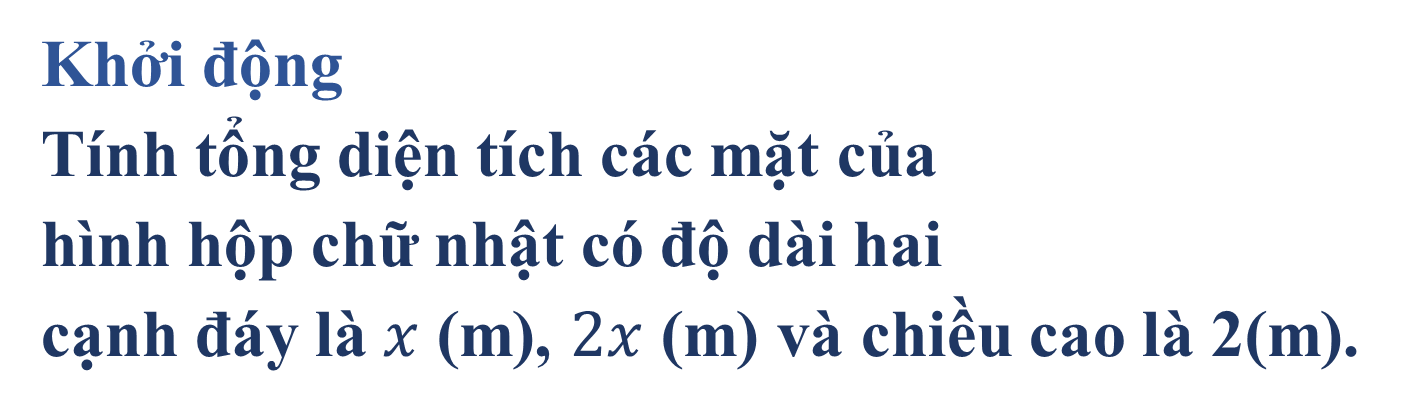 Khởi động
Tính tổng diện tích các mặt của
hình hộp chữ nhật có độ dài hai
cạnh đáy là x (m), 2x (m) và chiều cao là 2(m).